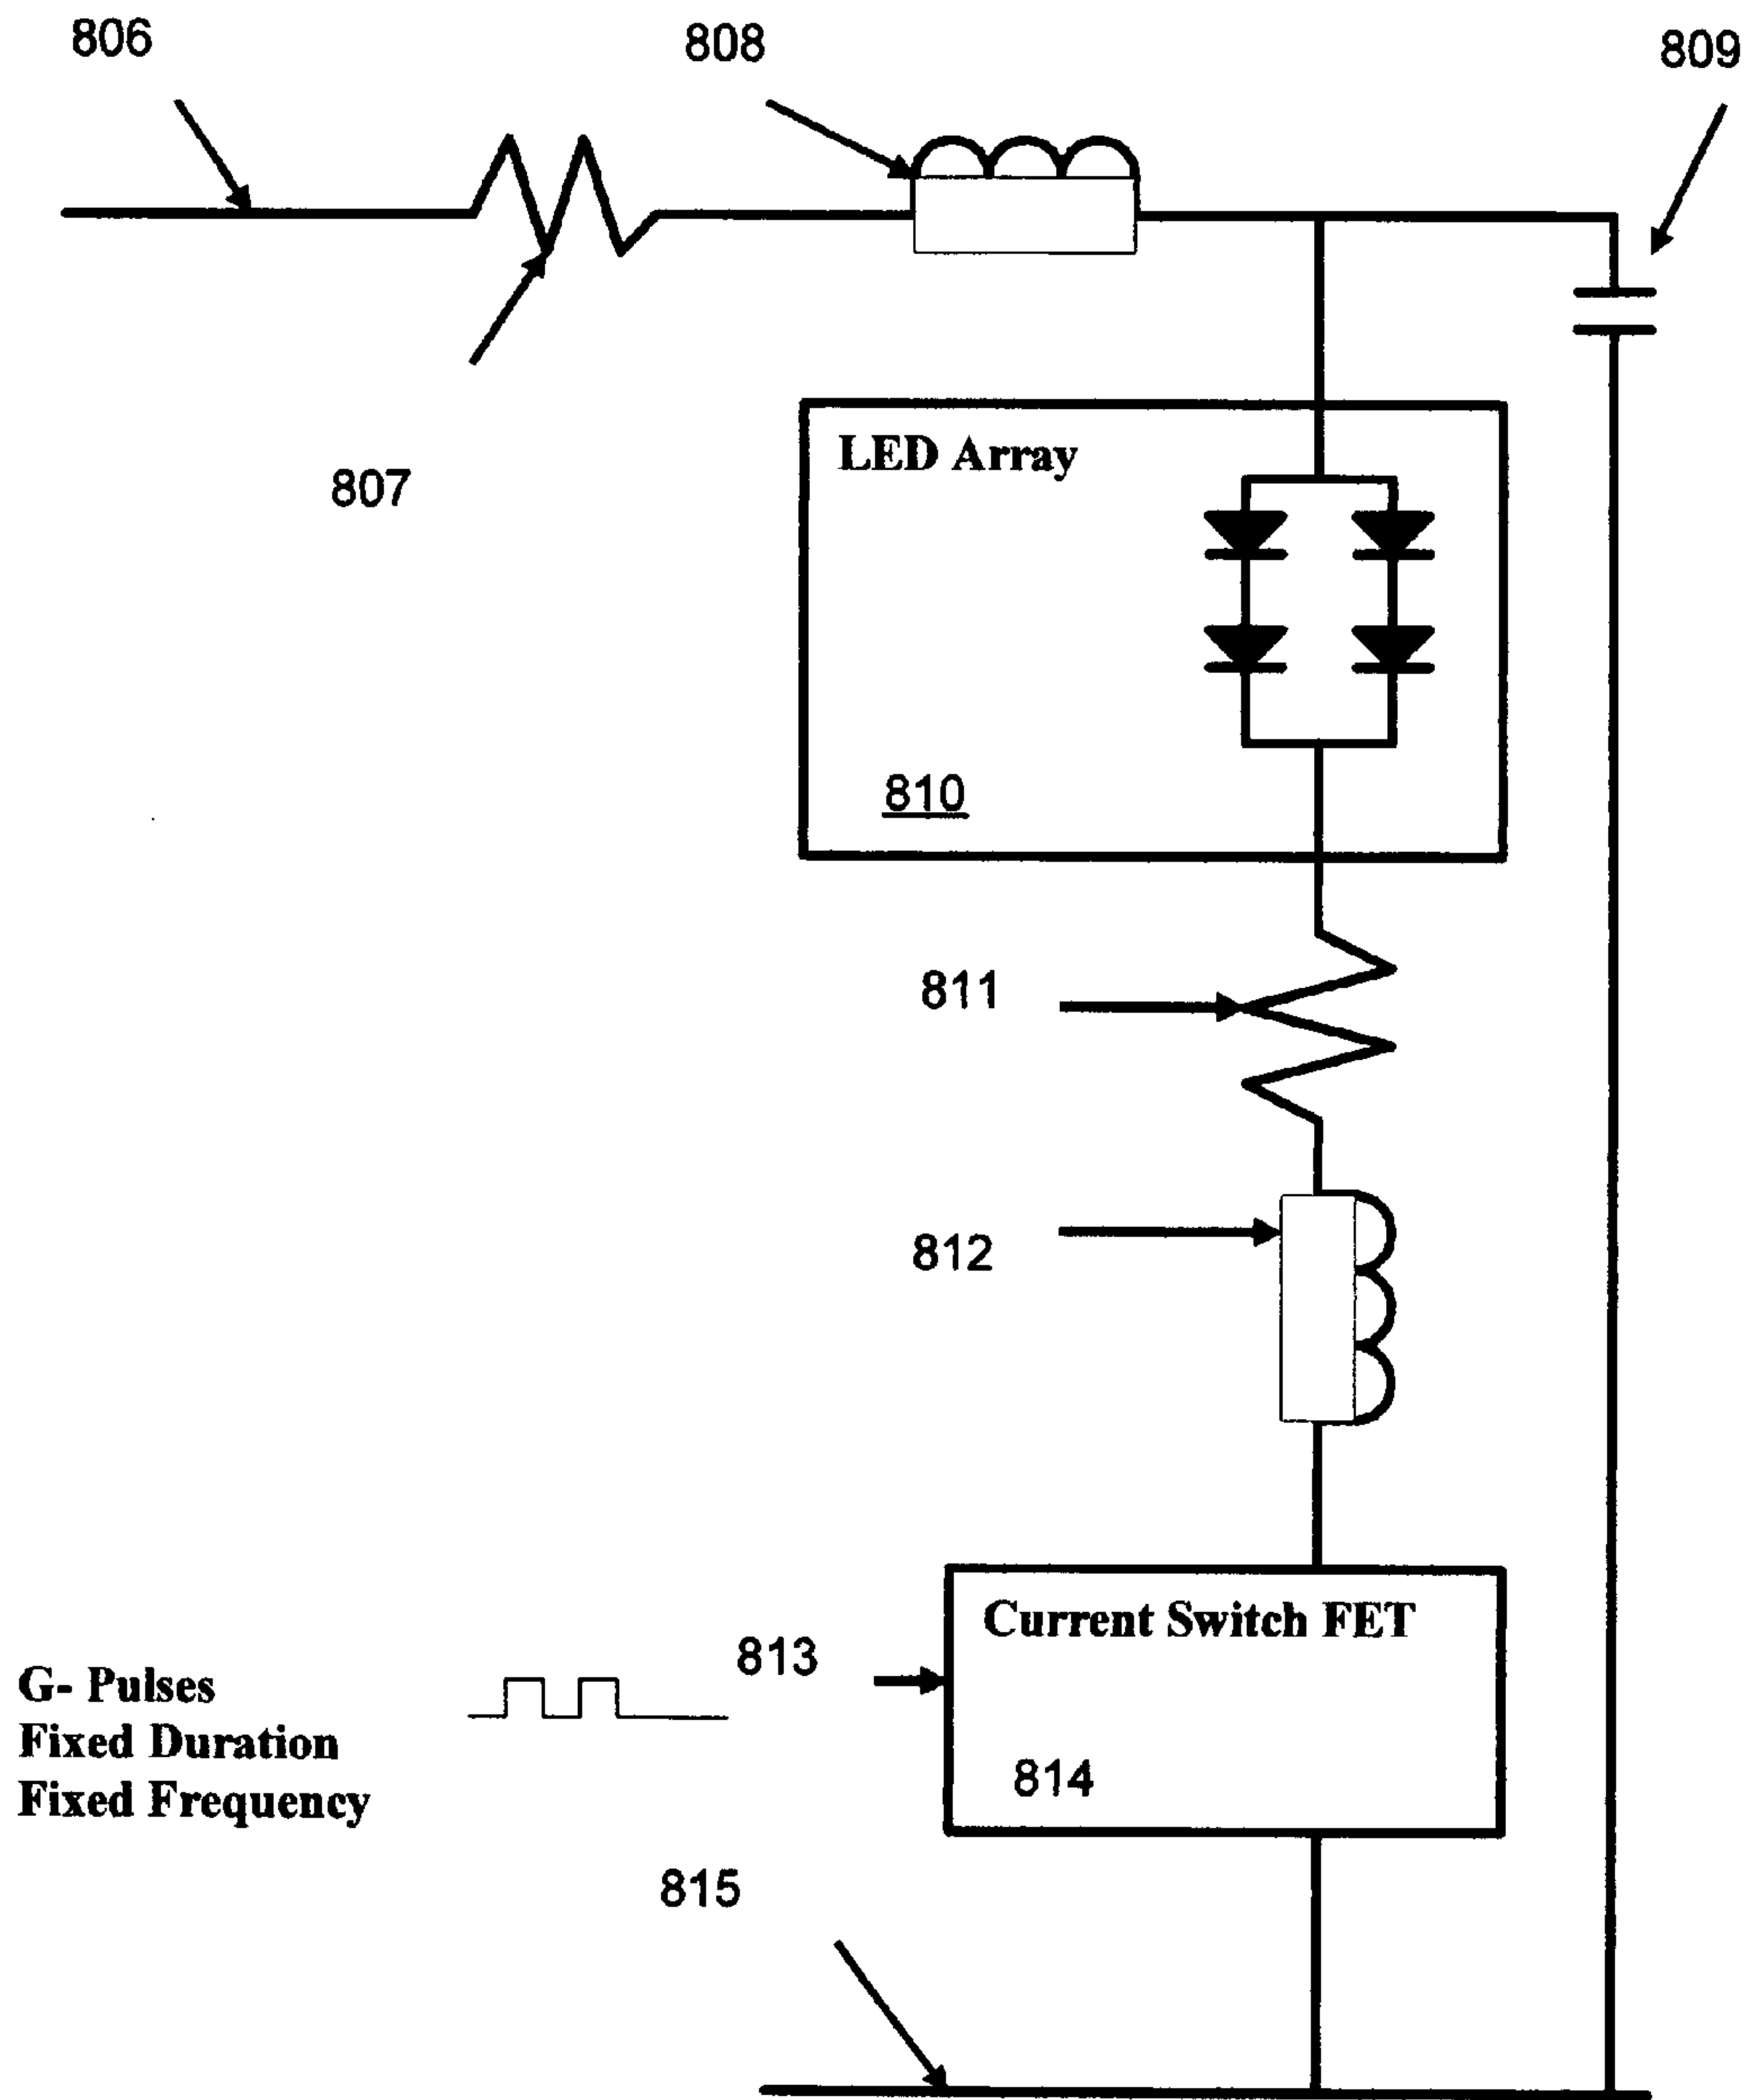 806
808
809
807
LED Array
810
811
812
Current Switch FET
813
G- Pulses
Fixed Duration
Fixed Frequency
814
815